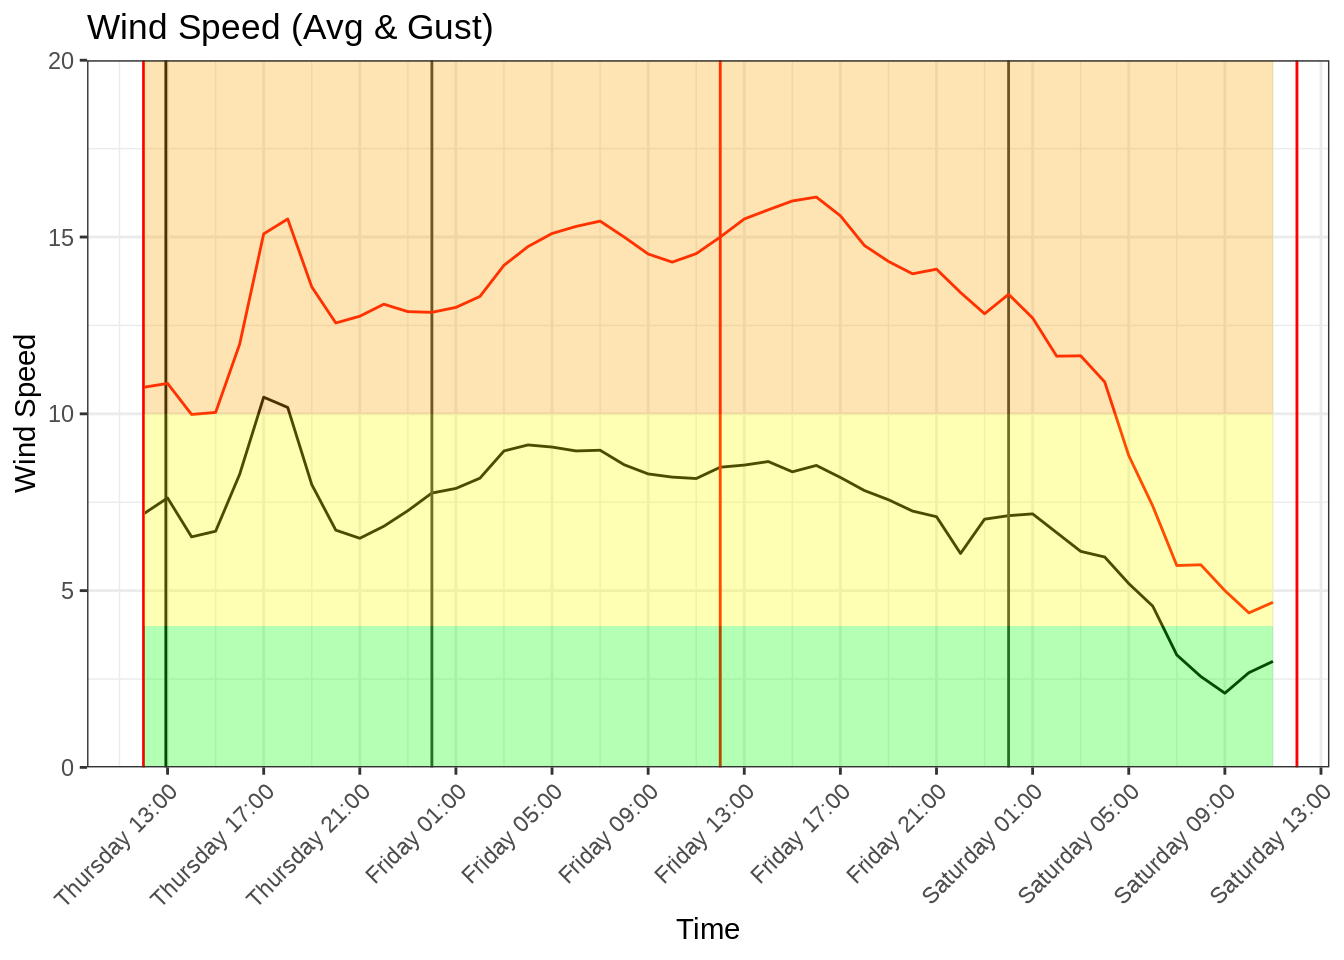 Wind Speed (Avg & Gust)
20
15
10
5
0
Wind Speed
Thursday 13:00
Thursday 17:00
Thursday 21:00
Friday 01:00
Friday 05:00
Friday 09:00
Friday 13:00
Friday 17:00
Friday 21:00
Saturday 01:00
Saturday 05:00
Saturday 09:00
Saturday 13:00
Time